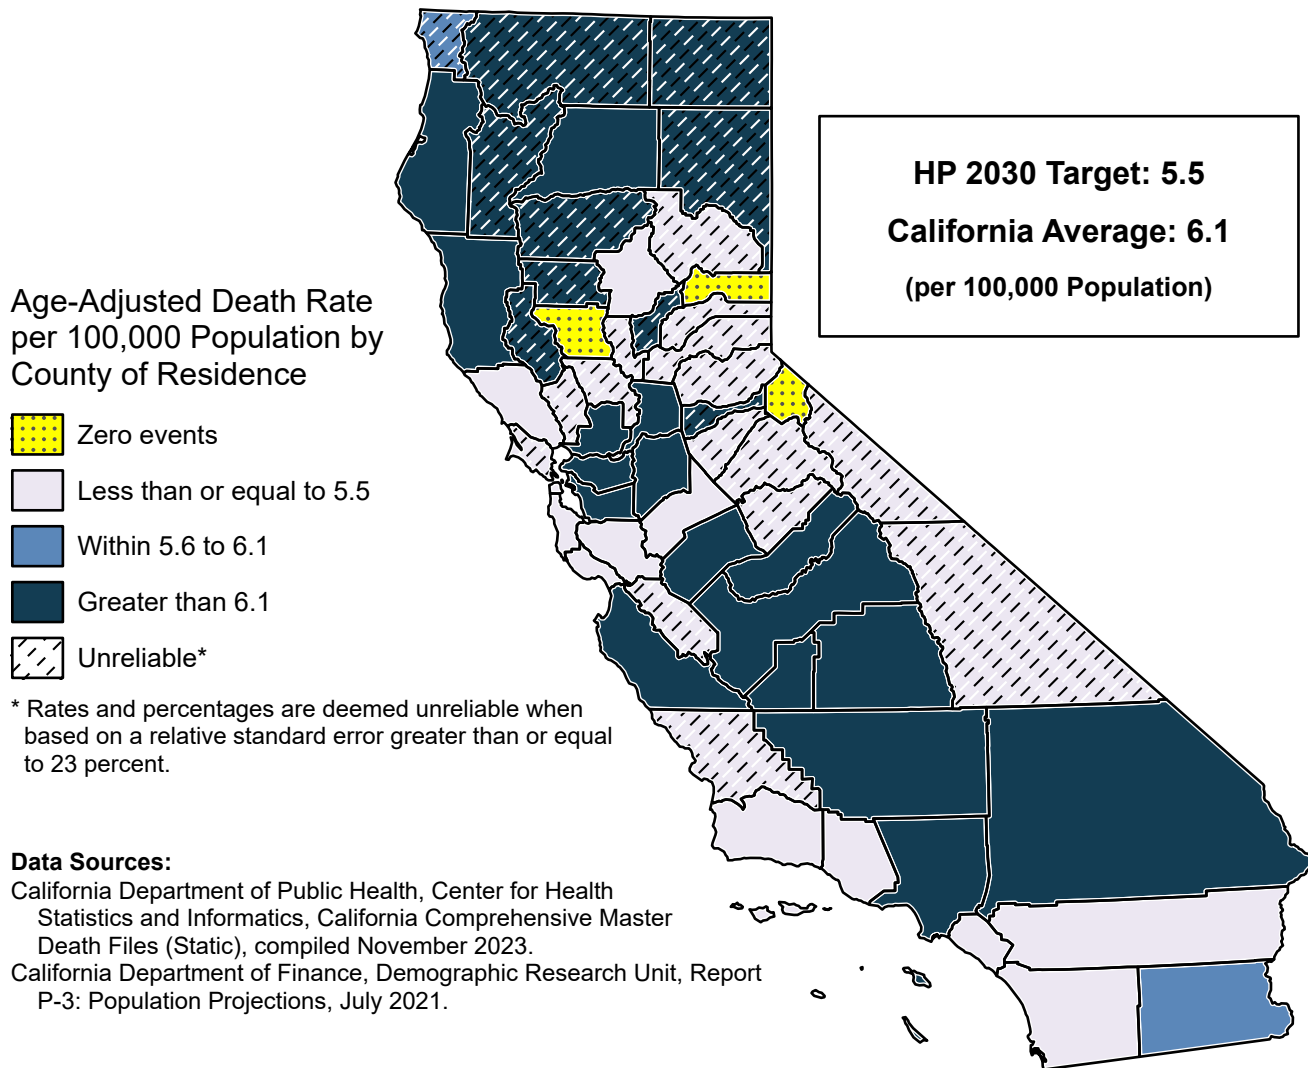 HP 2030 Target: 5.5
California Average: 6.1
(per 100,000 Population)
Age-Adjusted Death Rate
per 100,000 Population by
County of Residence
Zero events
Less than or equal to 5.5
Within 5.6 to 6.1
Greater than 6.1
Unreliable*
* Rates and percentages are deemed unreliable when
based on a relative standard error greater than or equal
to 23 percent.
Data Sources:
California Department of Public Health, Center for Health
Statistics and Informatics, California Comprehensive Master
Death Files (Static), compiled November 2023.
California Department of Finance, Demographic Research Unit, Report
P-3: Population Projections, July 2021.